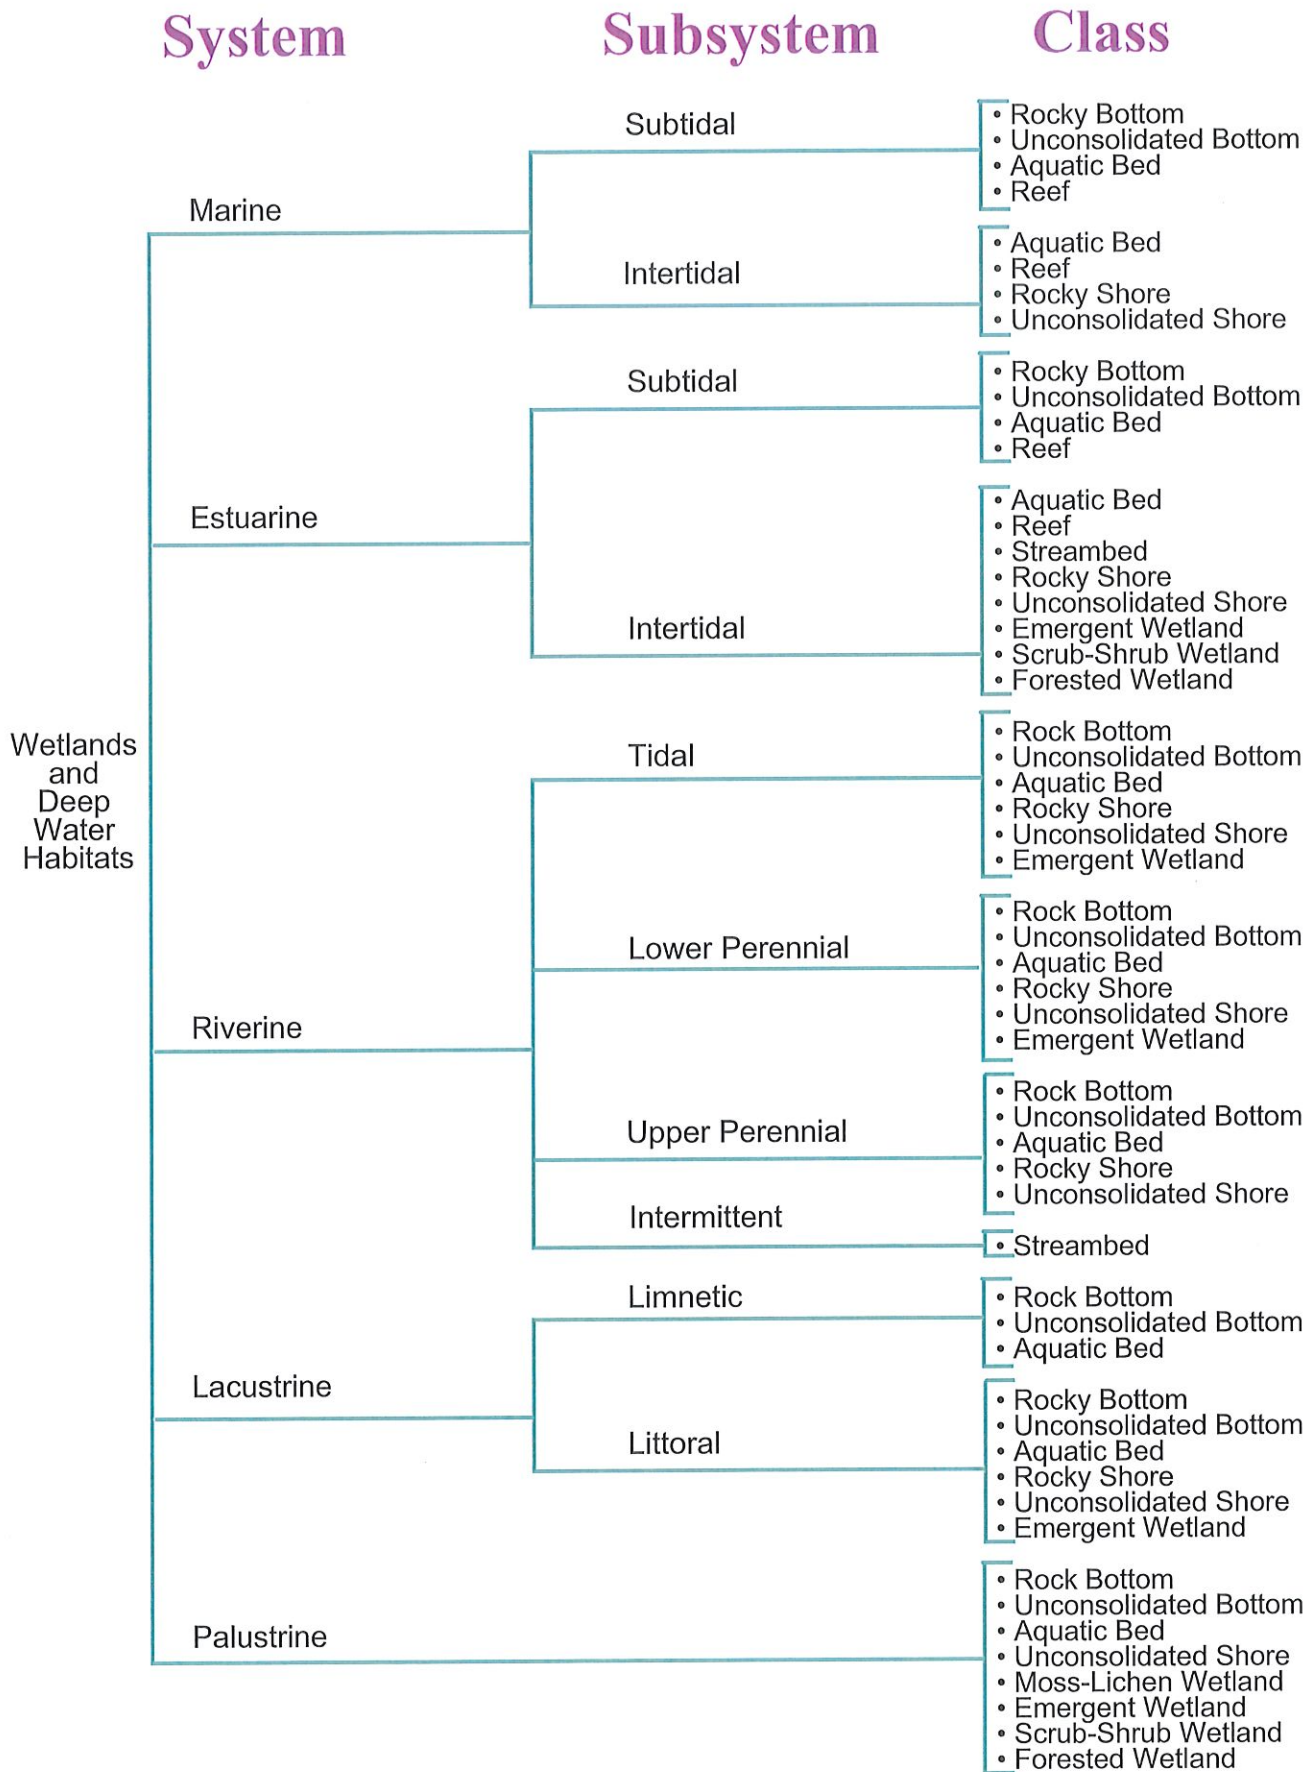 System Subsystem Class
Subtidal
• Rocky Bottom
• Unconsolidated Bottom
• Aquatic Bed
• Reef
Marine
Intertidal
• Aquatic Bed
• Reef
• Rocky Shore
• Unconsolidated Shore
Subtidal
• Rocky Bottom
• Unconsolidated Bottom
• Aquatic Bed
• Reef
Estuarine
Intertidal
• Aquatic Bed
• Reef
• Streambed
• Rocky Shore
• Unconsolidated Shore
• Emergent Wetland
• Scrub-Shrub Wetland
• Forested Wetland
Wetlands
and
Deep
Water
Habitats
Tidal
• Rock Bottom
• Unconsolidated Bottom
• Aquatic Bed
• Rocky Shore
• Unconsolidated Shore
• Emergent Wetland
Riverine
Lower Perennial
• Rock Bottom
• Unconsolidated Bottom
• Aquatic Bed
• Rocky Shore
• Unconsolidated Shore
• Emergent Wetland
Upper Perennial
• Rock Bottom
• Unconsolidated Bottom
• Aquatic Bed
• Rocky Shore
• Unconsolidated Shore
Intermittent
• Streambed
Limnetic
• Rock Bottom
• Unconsolidated Bottom
• Aquatic Bed
Lacustrine
Littoral
• Rocky Bottom
• Unconsolidated Bottom
• Aquatic Bed
• Rocky Shore
• Unconsolidated Shore
• Emergent Wetland
Palustrine
• Rock Bottom
• Unconsolidated Bottom
• Aquatic Bed
• Unconsolidated Shore
• Moss-Lichen Wetland
• Emergent Wetland
• Scrub-Shrub Wetland
• Forested Wetland